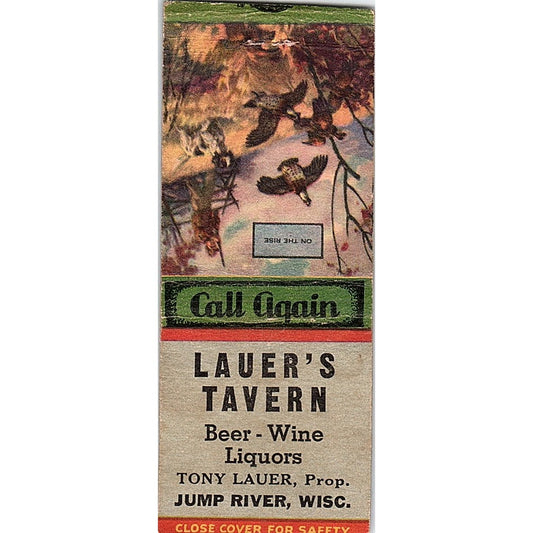 ON THE RISE
Call Again
LAUER'S
TAVERN
Beer - Wine
Liquors
TONY LAUER, Prop.
JUMP RIVER, WISC.
CLOSE COVER FOR SAFETY